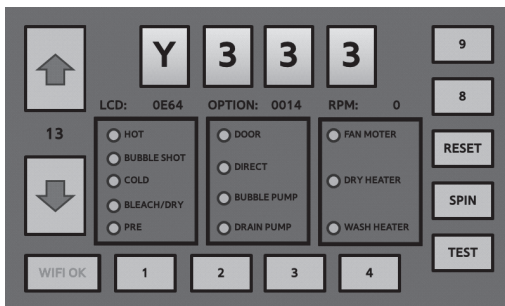 Y 3 3 3
9
LCD: 0E64 OPTION: 0014 RPM: 0
8
13
HOT
BUBBLE SHOT
COLD
BLEACH/DRY
PRE
DOOR
DIRECT
BUBBLE PUMP
DRAIN PUMP
FAN MOTER
DRY HEATER
WASH HEATER
RESET
SPIN
TEST
WIFI OK 1 2 3 4